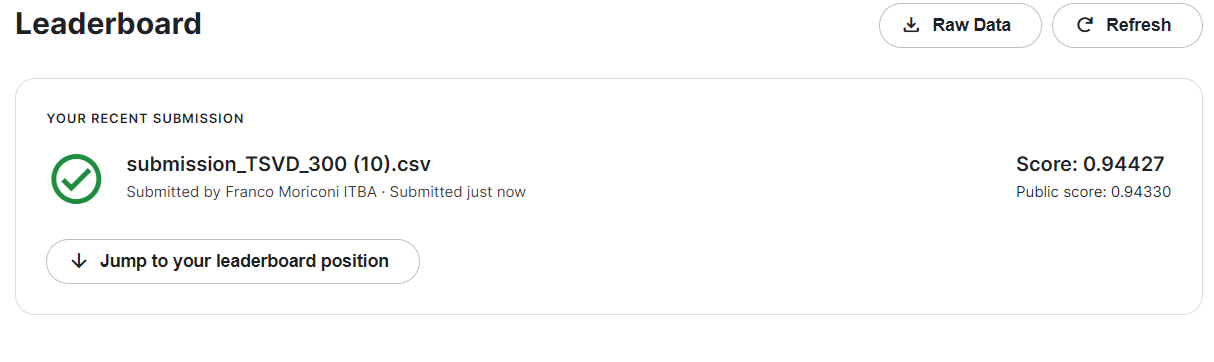 Leaderboard
Raw Data
Refresh
YOUR RECENT SUBMISSION
submission_TSVD_300 (10).csv
Score: 0.94427
Submitted by Franco Moriconi ITBA · Submitted just now
Public score: 0.94330
Jump to your leaderboard position